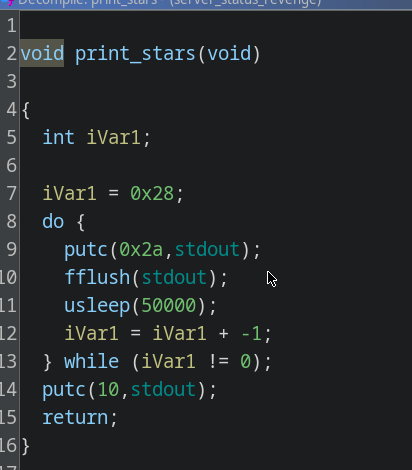 Decompile: print_stars - (server_status_revenge)
1
2 void print_stars(void)
3
4 {
5   int iVar1;
6
7   iVar1 = 0x28;
8   do {
9     putc(0x2a,stdout);
10     fflush(stdout);
11     usleep(50000);
12     iVar1 = iVar1 + -1;
13   } while (iVar1 != 0);
14   putc(10,stdout);
15   return;
16 }
17